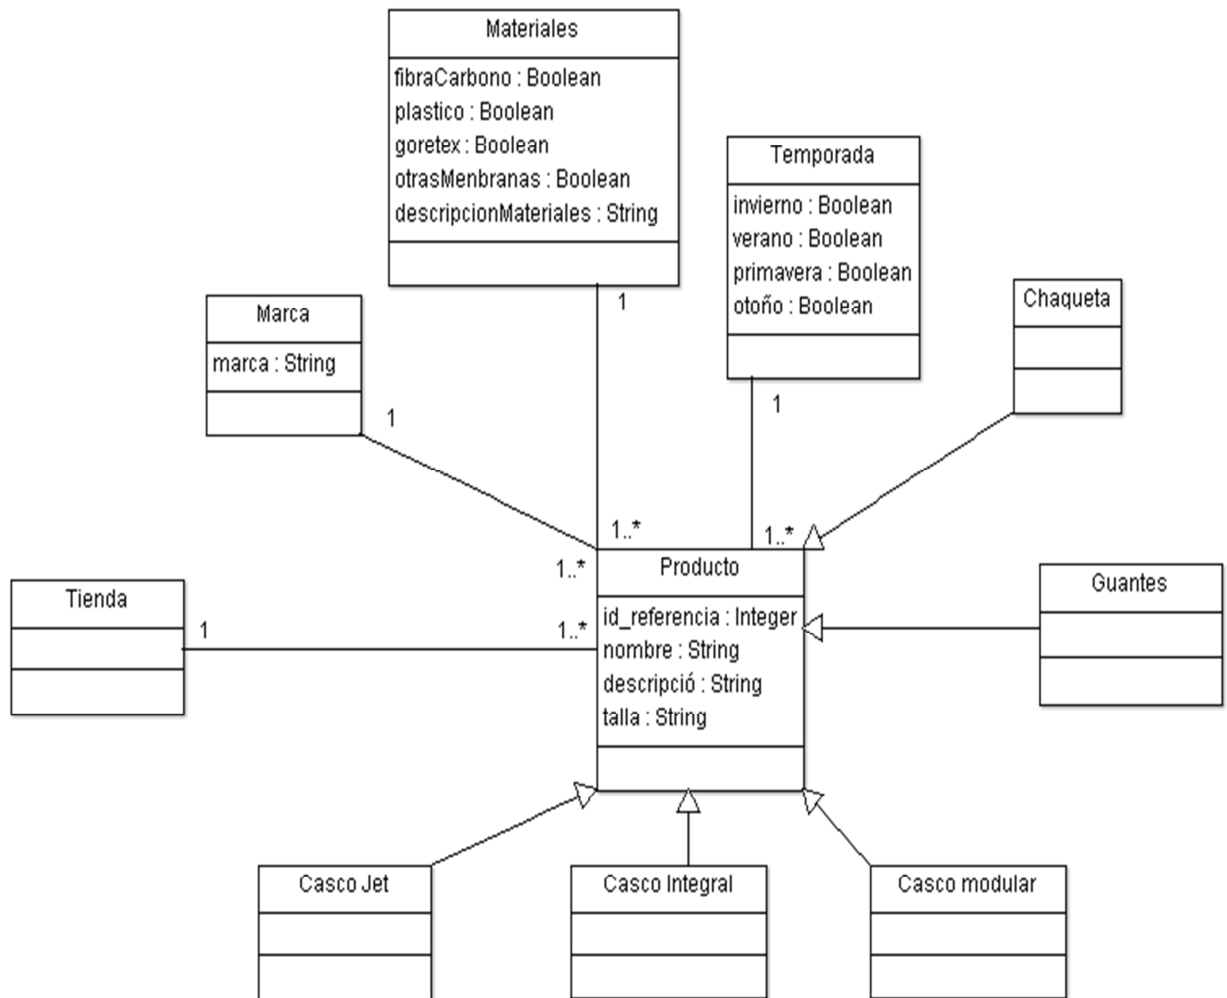 Materiales
fibraCarbono : Boolean
plastico : Boolean
goretex : Boolean
otrasMenbranas : Boolean
descripcionMateriales : String
1
Temporada
invierno : Boolean
verano : Boolean
primavera : Boolean
otoño : Boolean
1
Chaqueta
Marca
marca : String
1
1..*
1..*
1..*
Tienda
1
1..*
Producto
id_referencia : Integer
nombre : String
descripció : String
talla : String
Guantes
Casco Jet
Casco Integral
Casco modular